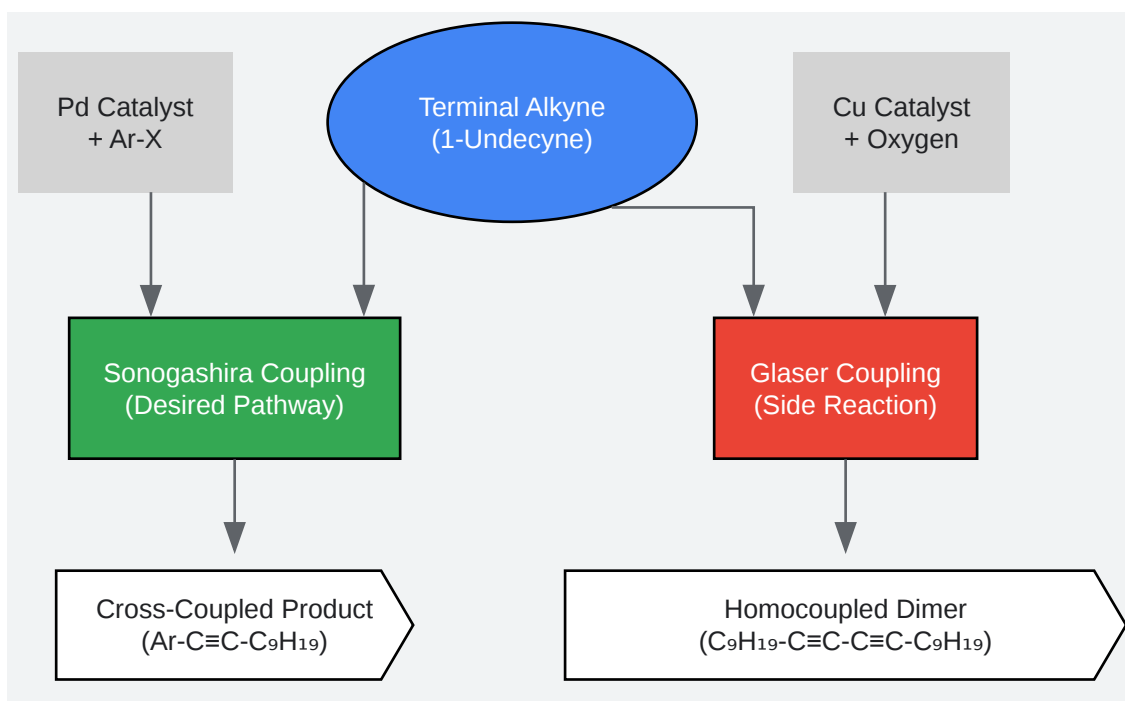 Pd Catalyst
+ Ar-X
Terminal Alkyne
(1-Undecyne)
Cu Catalyst
+ Oxygen
Sonogashira Coupling
(Desired Pathway)
Glaser Coupling
(Side Reaction)
Cross-Coupled Product
(Ar-C≡C-C₉H₁₉)
Homocoupled Dimer
(C₉H₁₉-C≡C-C≡C-C₉H₁₉)